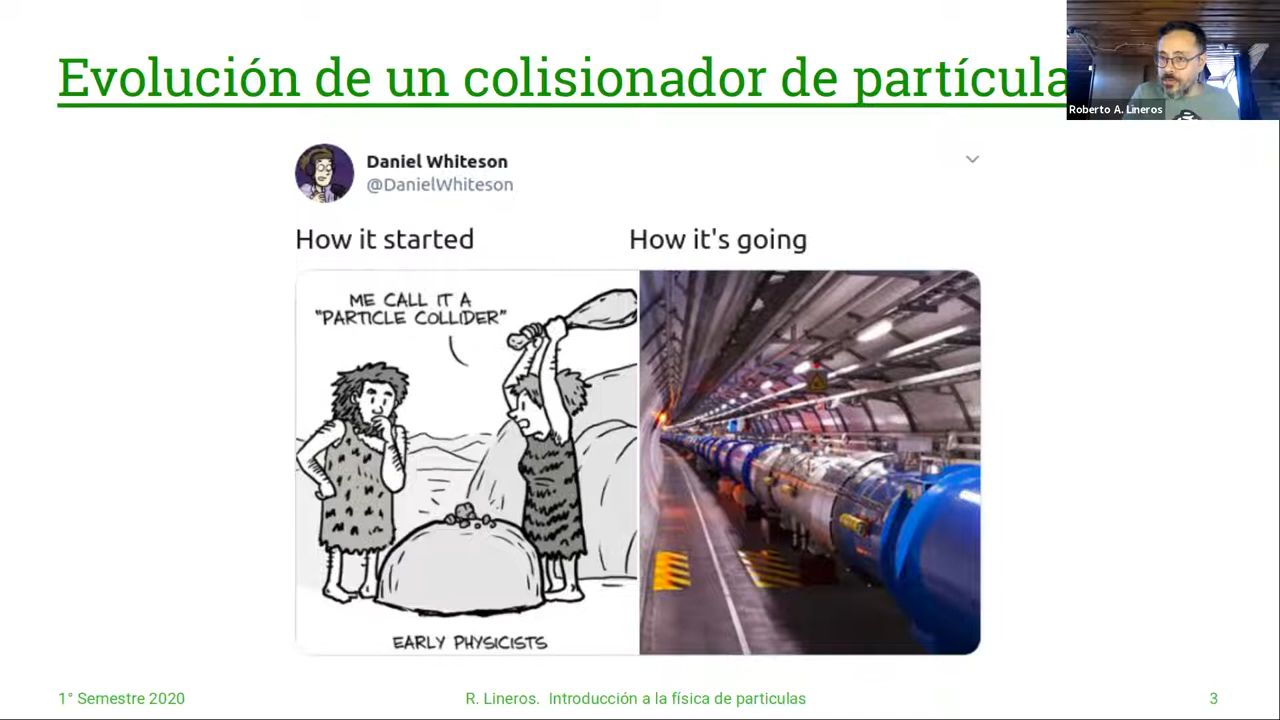 Evolución de un colisionador de partícula
Roberto A. Lineros
Daniel Whiteson
@DanielWhiteson
How it started
How it's going
ME CALL IT A
"PARTICLE COLLIDER"
EARLY PHYSICISTS
1° Semestre 2020
R. Lineros. Introducción a la física de particulas
3